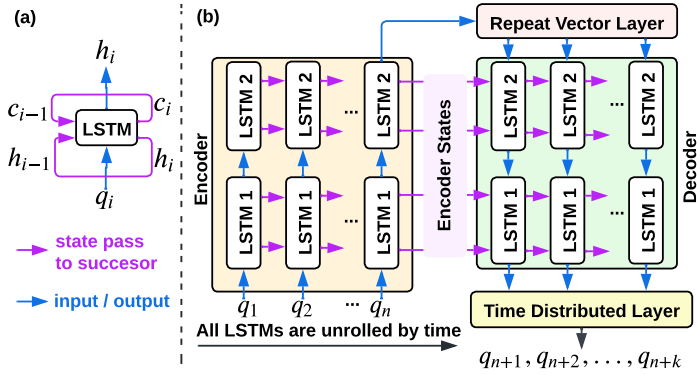 (a)
h_i
c_{i−1}
c_i
LSTM
h_{i−1}
h_i
q_i
state pass
to succesor
input / output
(b)
Repeat Vector Layer
Encoder
LSTM 2
LSTM 2
...
LSTM 2
LSTM 1
LSTM 1
...
LSTM 1
q_1
q_2
...
q_n
Encoder States
LSTM 2
LSTM 2
...
LSTM 2
LSTM 1
LSTM 1
...
LSTM 1
Decoder
All LSTMs are unrolled by time
Time Distributed Layer
q_{n+1}, q_{n+2}, . . . , q_{n+k}